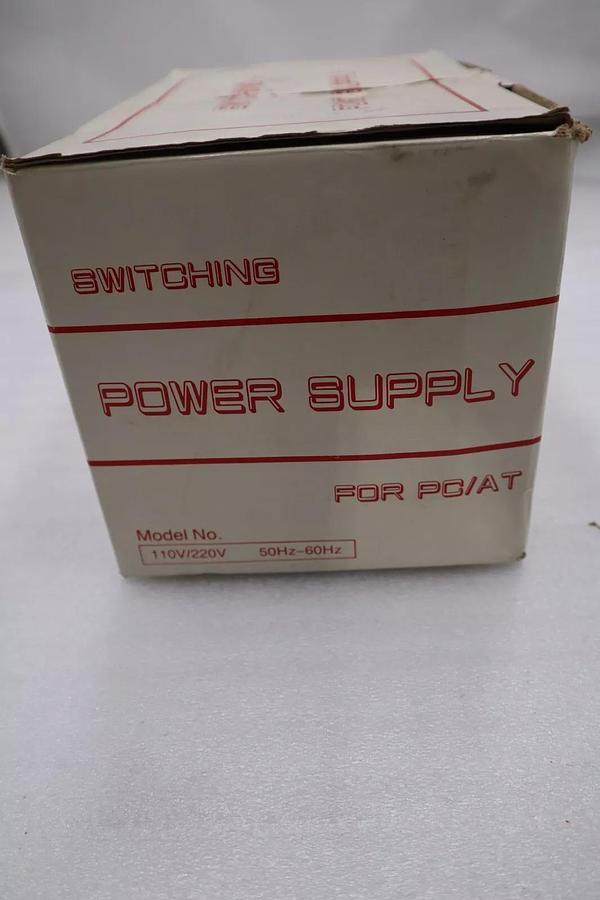 SWITCHING
POWER SUPPLY
FOR PC/AT
Model No.
110V/220V 50Hz-60Hz